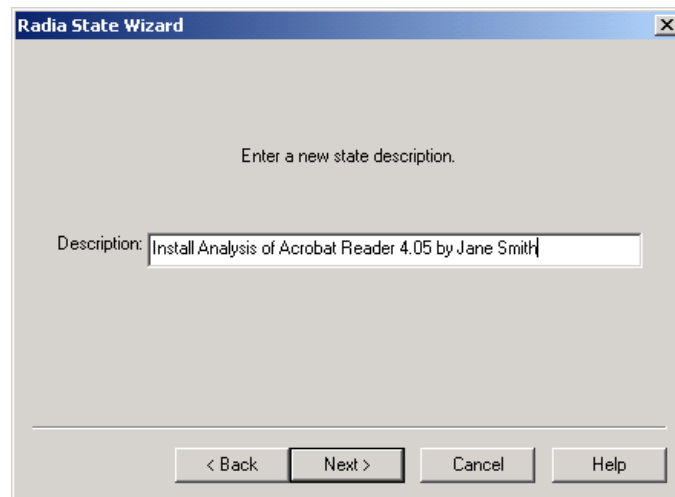 Radia State Wizard
Enter a new state description.
Description: Install Analysis of Acrobat Reader 4.05 by Jane Smith
< Back Next > Cancel Help